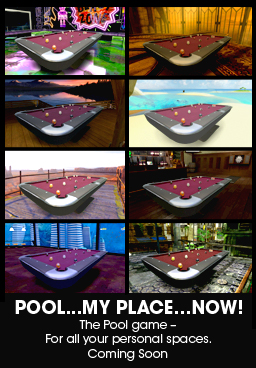 POOL...MY PLACE...NOW!
The Pool game –
For all your personal spaces.
Coming Soon